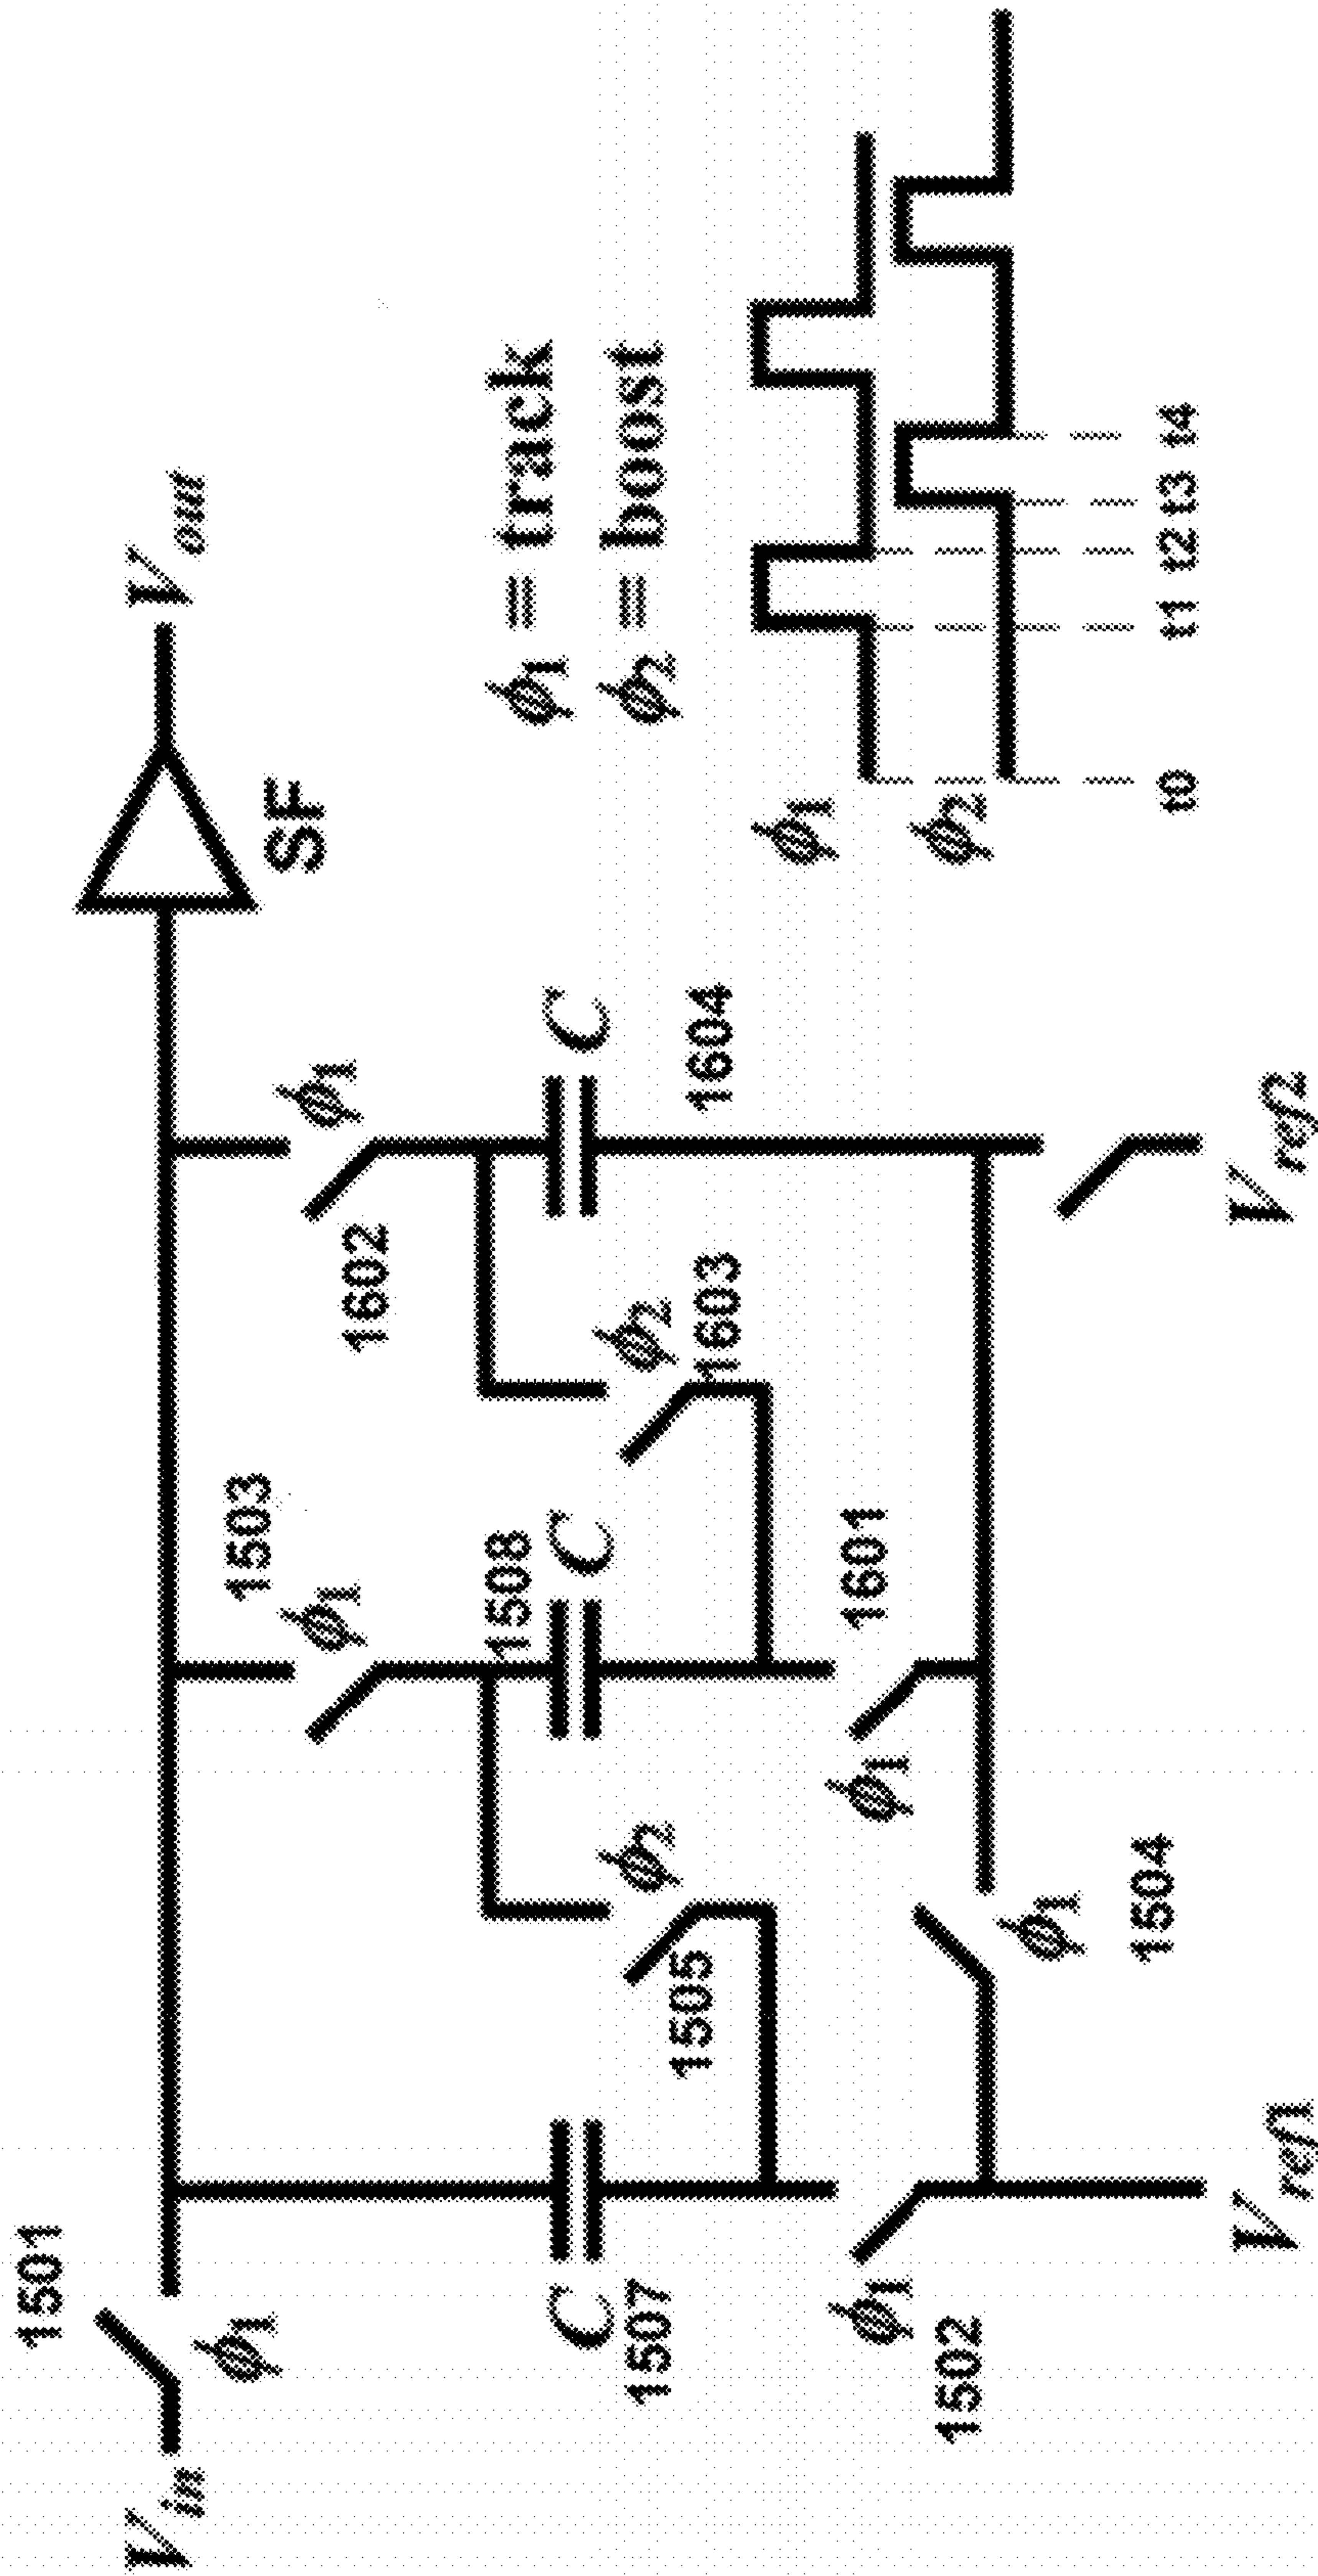 1501
V_in
ϕ1
V_out
SF
1503
ϕ1
1602
ϕ1
ϕ1 = track
ϕ2 = boost
C
1507
1508
C
C
1604
1505
ϕ2
1603
ϕ2
1502
ϕ1
ϕ1
1601
ϕ1
1504
ϕ1
ϕ2
t0 t1 t2 t3 t4
V_ref1
V_ref2